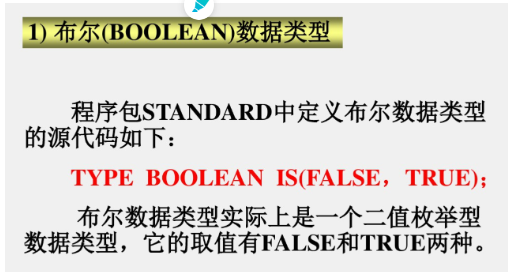 1) 布尔(BOOLEAN)数据类型
程序包STANDARD中定义布尔数据类型
的源代码如下：
TYPE BOOLEAN IS(FALSE，TRUE)；
布尔数据类型实际上是一个二值枚举型
数据类型，它的取值有FALSE和TRUE两种。